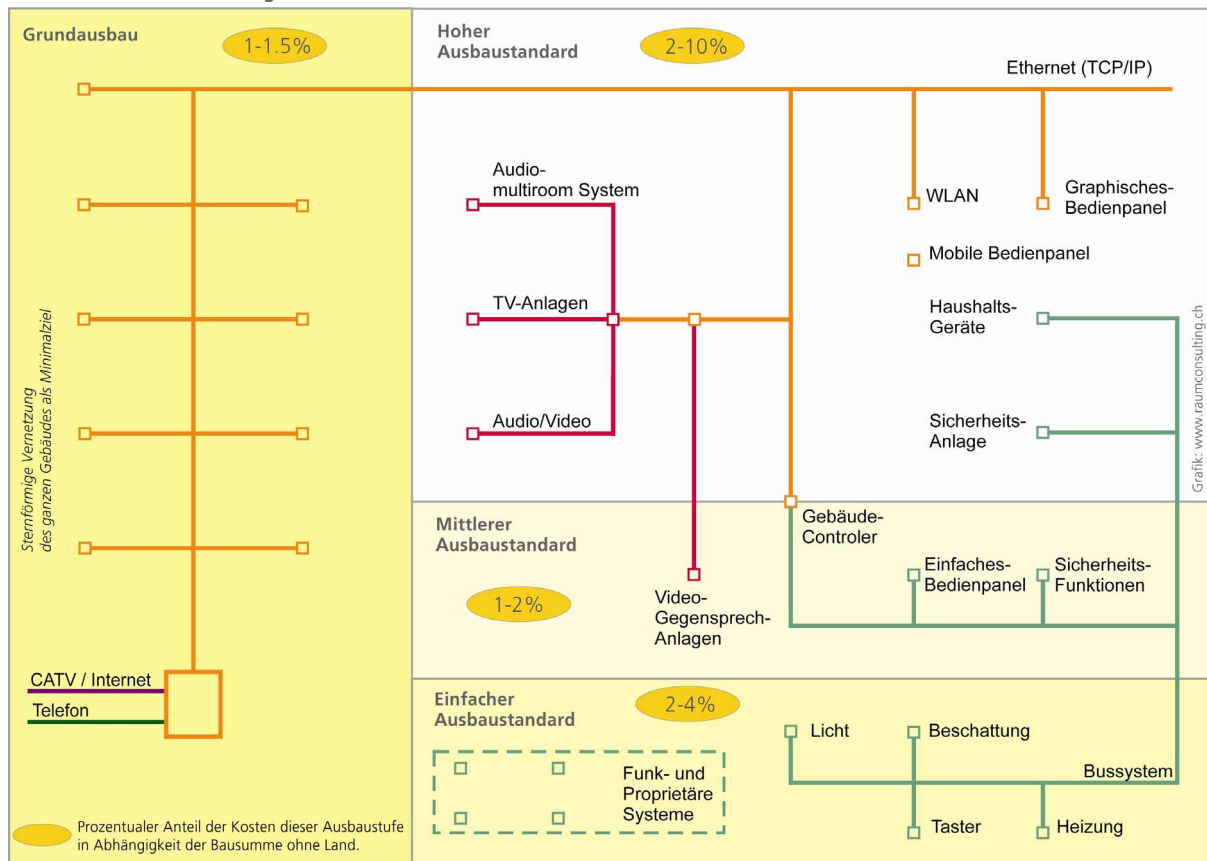 Grundausbau
1-1.5%
Sternförmige Vernetzung
des ganzen Gebäudes als Minimalziel
CATV / Internet
Telefon
Prozentualer Anteil der Kosten dieser Ausbaustufe
in Abhängigkeit der Bausumme ohne Land.
Hoher
Ausbaustandard
2-10%
Ethernet (TCP/IP)
Audio-
multiroom System
TV-Anlagen
Audio/Video
WLAN
Graphisches-
Bedienpanel
Mobile Bedienpanel
Haushalts-
Geräte
Sicherheits-
Anlage
Grafik: www.raumconsulting.ch
Mittlerer
Ausbaustandard
1-2%
Video-
Gegensprech-
Anlagen
Gebäude-
Controler
Einfaches-
Bedienpanel
Sicherheits-
Funktionen
Einfacher
Ausbaustandard
2-4%
Funk- und
Proprietäre
Systeme
Licht
Beschattung
Bussystem
Taster
Heizung